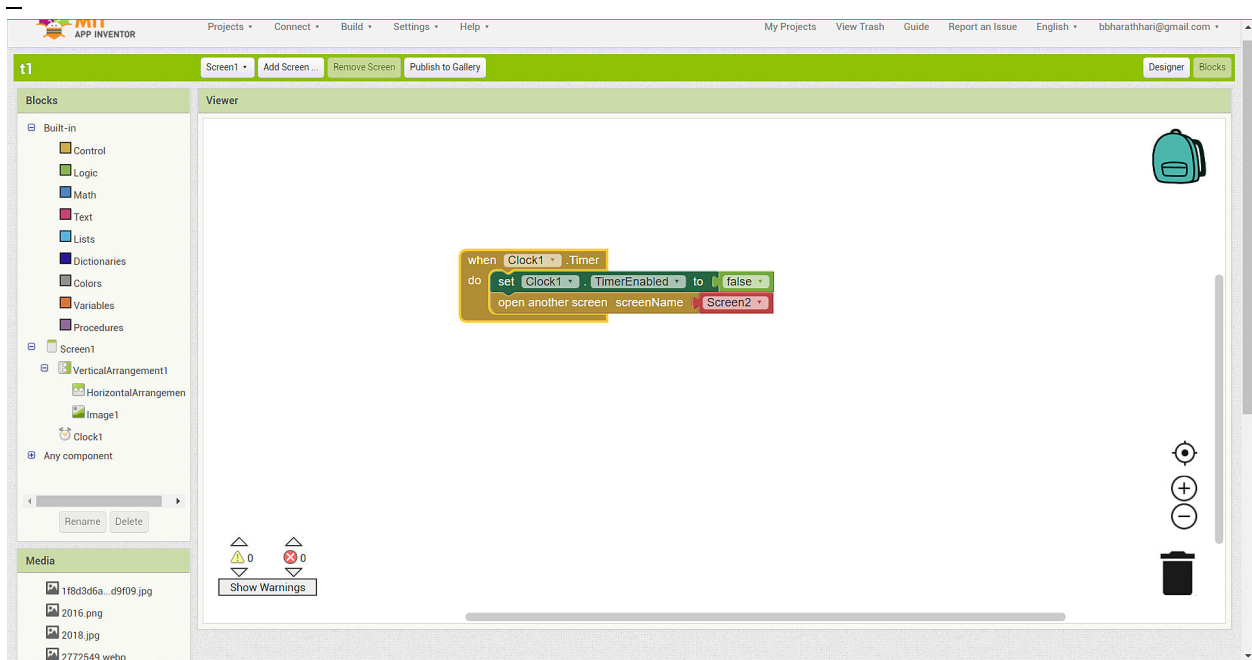 MIT
APP INVENTOR
Projects Connect Build Settings Help My Projects View Trash Guide Report an Issue English bbharathhari@gmail.com
t1 Screen1 Add Screen ... Remove Screen Publish to Gallery Designer Blocks
Blocks
Viewer
Built-in
Control
Logic
Math
Text
Lists
Dictionaries
Colors
Variables
Procedures
Screen1
VerticalArrangement1
HorizontalArrangemen
Image1
Clock1
Any component
Rename Delete
when Clock1 .Timer
do set Clock1 . TimerEnabled to false
open another screen screenName Screen2
0 0
Show Warnings
Media
1f8d3d6a...d9f09.jpg
2016.png
2018.jpg
2772549.webp